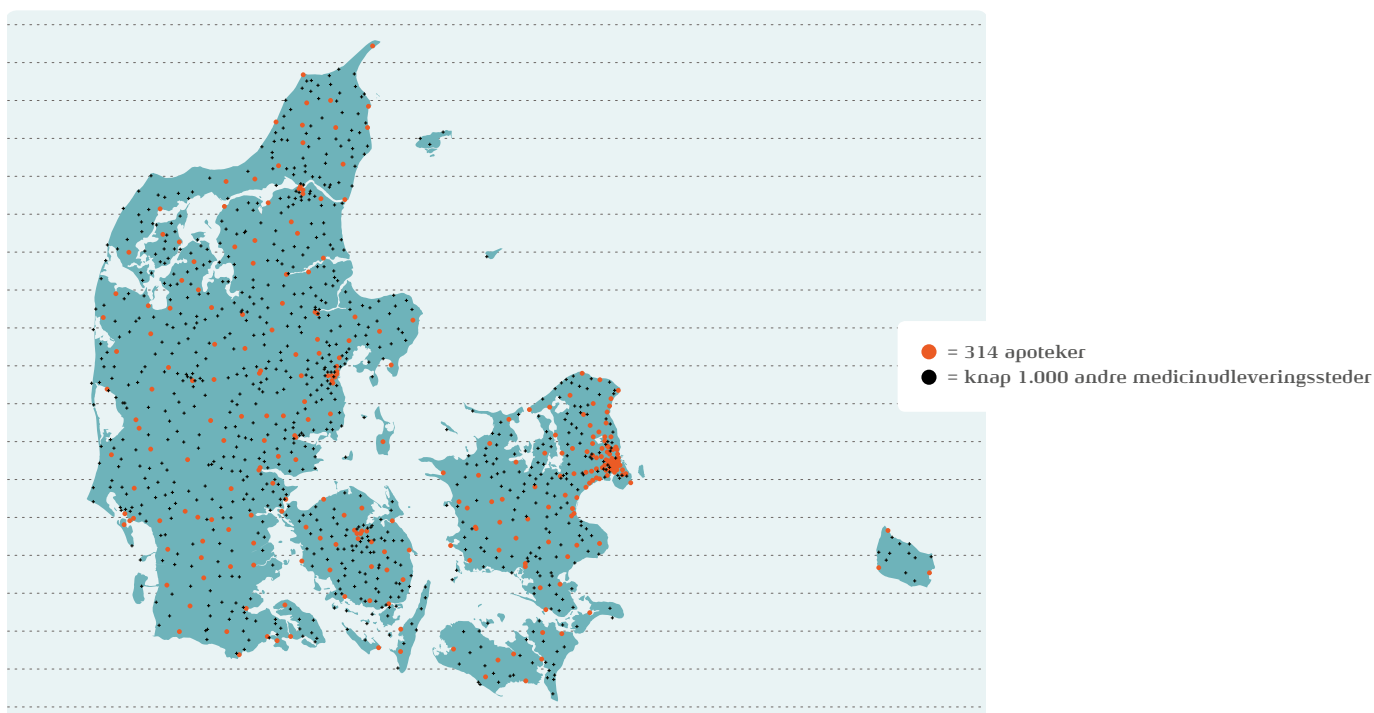 = 314 apoteker
= knap 1.000 andre medicinudleveringssteder